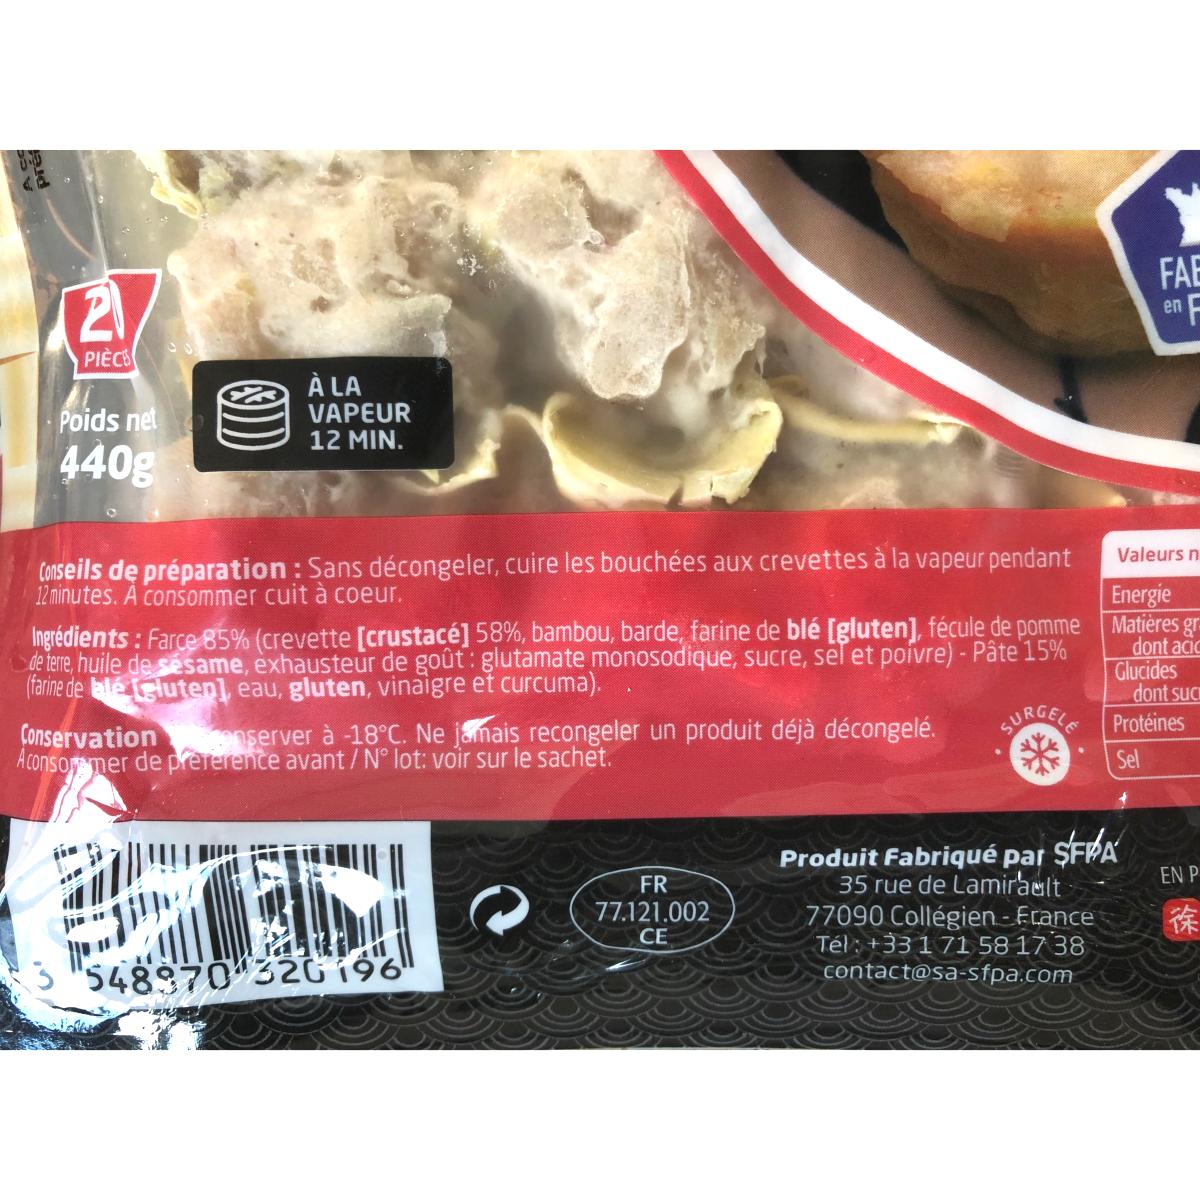 PIÈCES
Poids net
440g
À LA
VAPEUR
12 MIN.
FAB
en F
Conseils de préparation : Sans décongeler, cuire les bouchées aux crevettes à la vapeur pendant
12 minutes. À consommer cuit à coeur.
Ingrédients : Farce 85% (crevette [crustacé] 58%, bambou, barde, farine de blé [gluten], fécule de pomme
de terre, huile de sésame, exhausteur de goût : glutamate monosodique, sucre, sel et poivre) - Pâte 15%
(farine de blé [gluten], eau, gluten, vinaigre et curcuma).
Conservation conserver à -18°C. Ne jamais recongeler un produit déjà décongelé.
A consommer de préférence avant / N° lot: voir sur le sachet.
SURGELÉ
Valeurs n
Energie
Matières gr
dont acid
Glucides
dont sucr
Protéines
Sel
3 548870 320196
FR
77.121.002
CE
Produit Fabriqué par SFPA
35 rue de Lamirault
77090 Collégien - France
Tél : +33 1 71 58 17 38
contact@sa-sfpa.com
EN P
徐